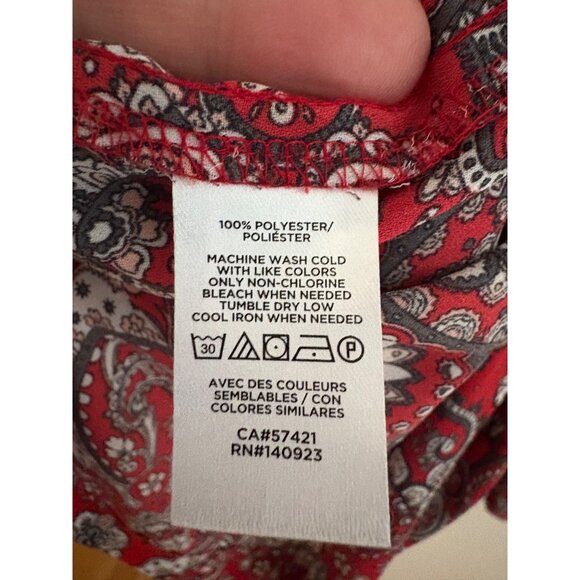 100% POLYESTER/
POLIÉSTER
MACHINE WASH COLD
WITH LIKE COLORS
ONLY NON-CHLORINE
BLEACH WHEN NEEDED
TUMBLE DRY LOW
COOL IRON WHEN NEEDED
30 P
AVEC DES COULEURS
SEMBLABLES / CON
COLORES SIMILARES
CA#57421
RN#140923